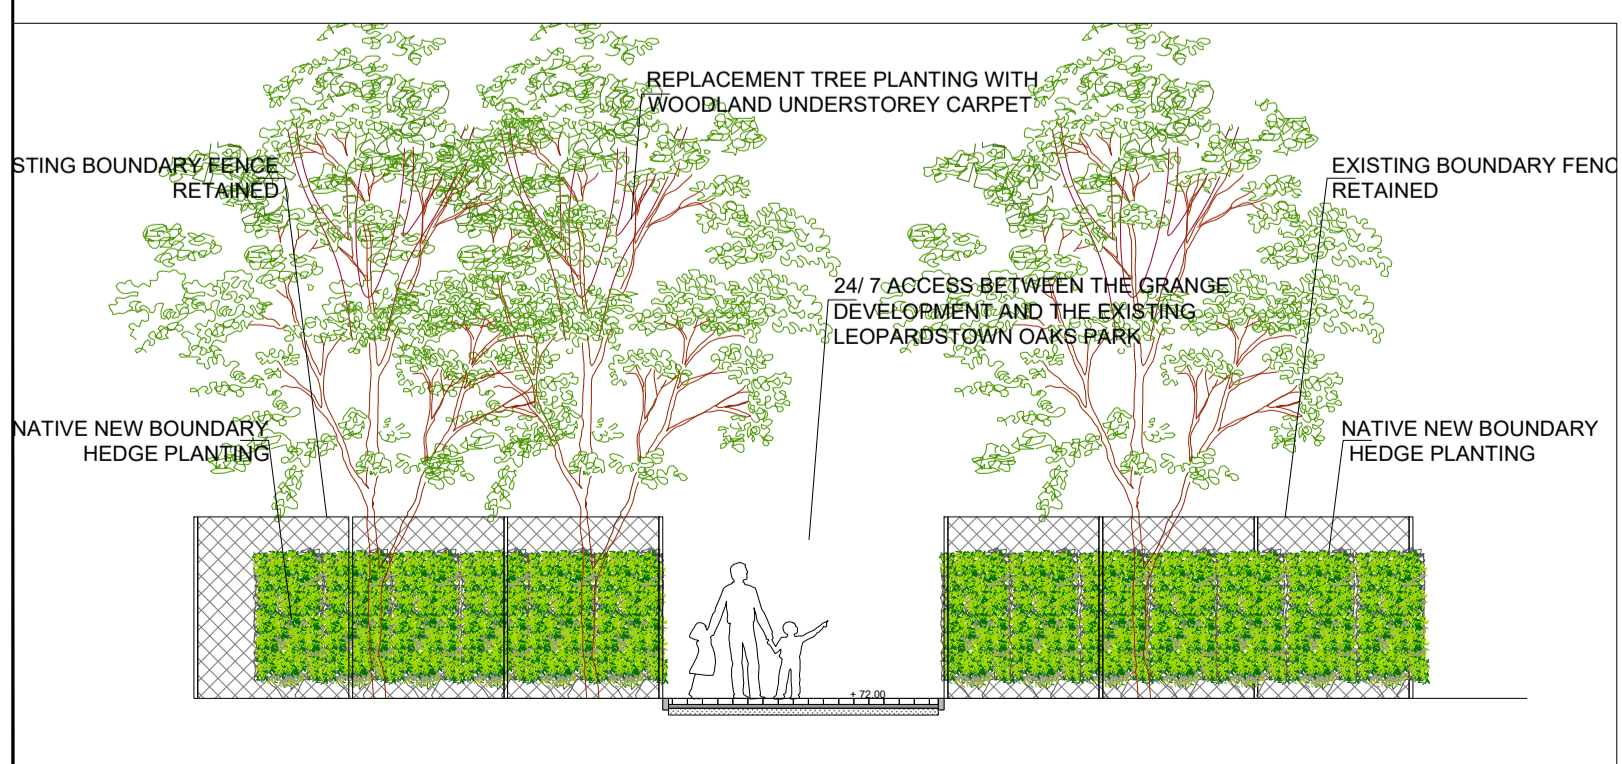 REPLACEMENT TREE PLANTING WITH
WOODLAND UNDERSTOREY CARPET
STING BOUNDARY FENCE
RETAINED
EXISTING BOUNDARY FENC
RETAINED
24/ 7 ACCESS BETWEEN THE GRANGE
DEVELOPMENT AND THE EXISTING
LEOPARDSTOWN OAKS PARK
NATIVE NEW BOUNDARY
HEDGE PLANTING
NATIVE NEW BOUNDARY
HEDGE PLANTING
+ 72.00